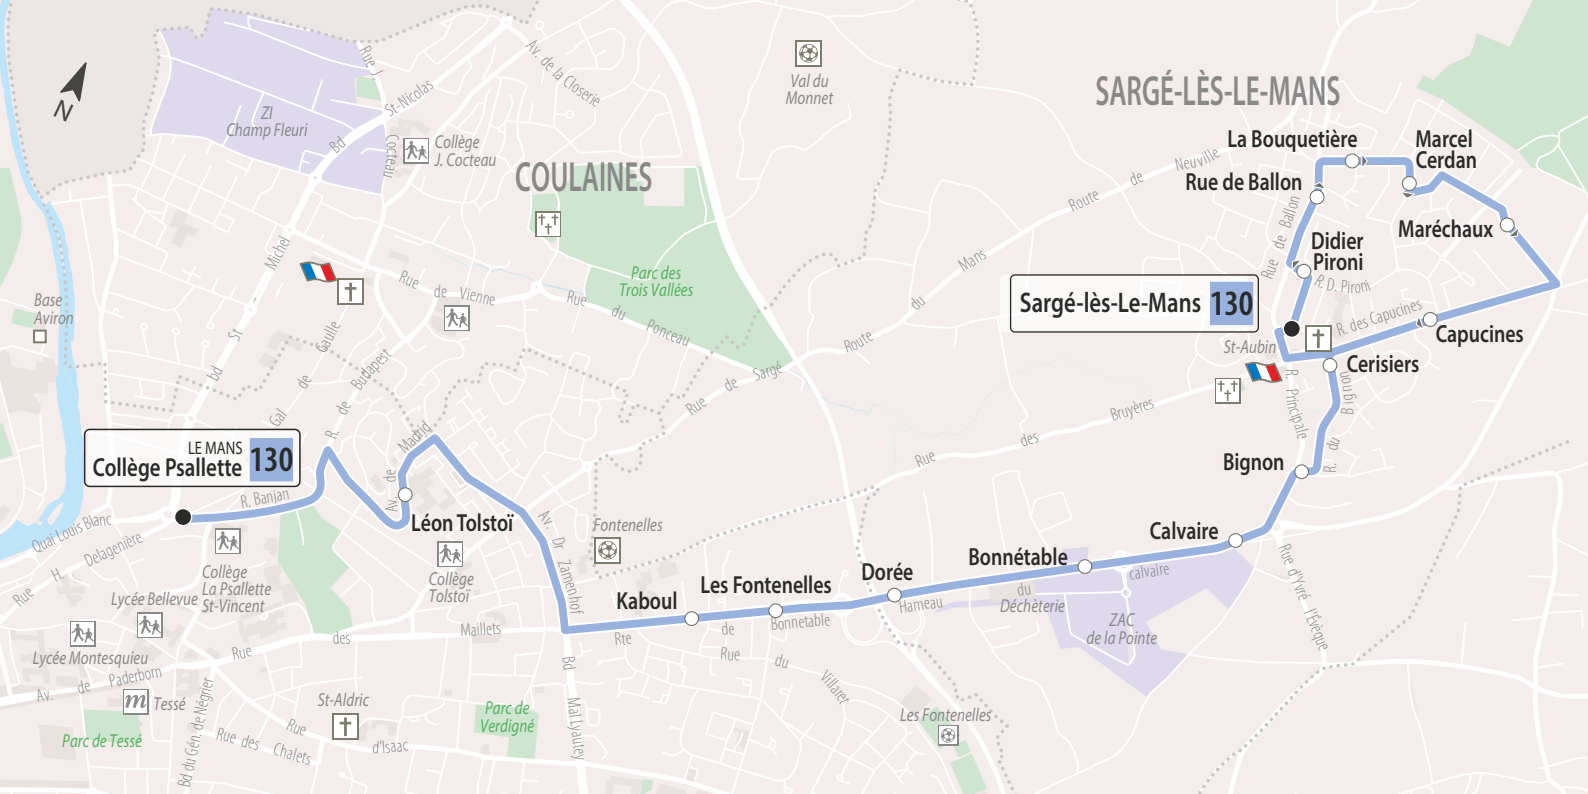 SARGÉ-LÈS-LE-MANS
COULAINES
N
ZI
Champ Fleuri
Rue J.
Cocteau
St-Nicolas
Bd
Michel
St
bd
Av. de la Closerie
Collège
J. Cocteau
Val du
Monnet
Parc des
Trois Vallées
Base
Aviron
Rue
de
Vienne
Rue
du
Ponceau
Gal
de
Gaulle
R.
de
Budapest
Av.
de
Madrid
LE MANS
Collège Psallette
130
R. Banjan
Quai Louis Blanc
Rue
H.
Delagenière
Collège
La Psallette
St-Vincent
Lycée Bellevue
Lycée Montesquieu
Av.
de
Paderborn
Tessé
m
Parc de Tessé
Bd du Gén. de Négrier
Rue des
Chalets
Rue
d'Isaac
St-Aldric
Rue
des
Maillets
Parc de
Verdigné
Léon Tolstoï
Collège
Tolstoï
Av.
Dr
Zamenhof
Bd
Mal Lyautey
Fontenelles
Kaboul
Les Fontenelles
Dorée
Bonnétable
Calvaire
Bignon
Rte
de
Bonnetable
Rue
du
Villaret
Les Fontenelles
Hameau
du
calvaire
Déchèterie
ZAC
de la Pointe
Rue d'Yvré l'Évèque
Rue
de
Sargé
Route
du
Mans
Route
de
Neuville
Rue
des
Bruyères
Sargé-lès-Le-Mans
130
St-Aubin
R. Principale
R.
du
Bignon
Cerisiers
Capucines
R. des Capucines
R. D. Pironi
Didier
Pironi
Rue de Ballon
Rue de Ballon
La Bouquetière
Marcel
Cerdan
Maréchaux